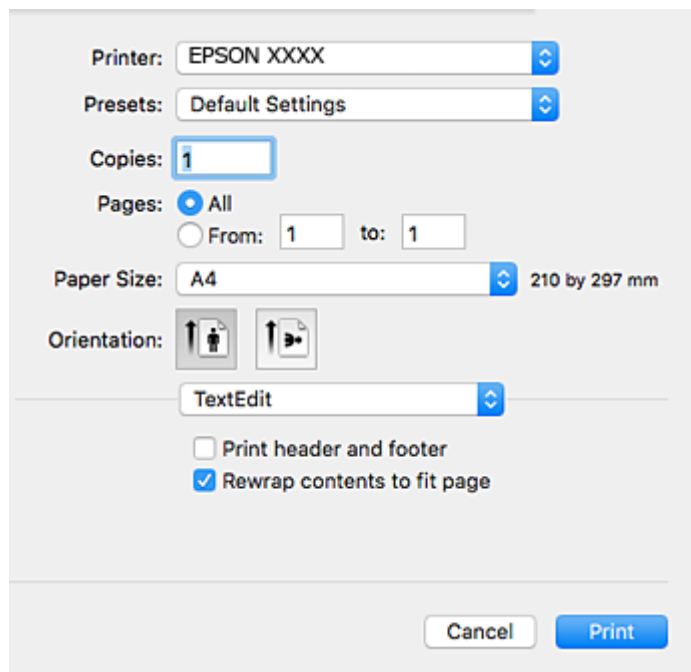 Printer: EPSON XXXX
Presets: Default Settings
Copies: 1
Pages: All
From: 1 to: 1
Paper Size: A4 210 by 297 mm
Orientation:
TextEdit
Print header and footer
Rewrap contents to fit page
Cancel Print